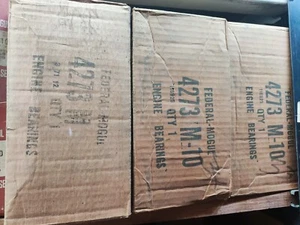 FEDERAL-MOGUL
4273 M
QTY 1
ENGINE BEARINGS
FEDERAL-MOGUL
4273 M-10
QTY 1
ENGINE BEARINGS
FEDERAL-MOGUL
4273 M-10
QTY 1
ENGINE BEARINGS